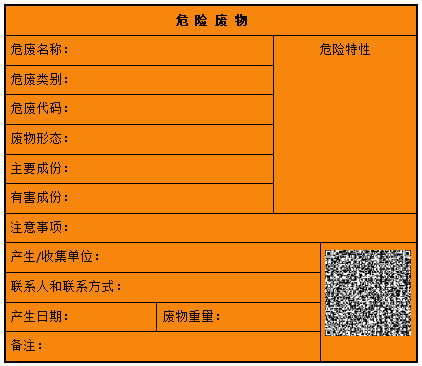 危 险 废 物
危废名称：
危险特性
危废类别：
危废代码：
废物形态：
主要成份：
有害成份：
注意事项：
产生/收集单位：
联系人和联系方式：
产生日期：
废物重量：
备注：